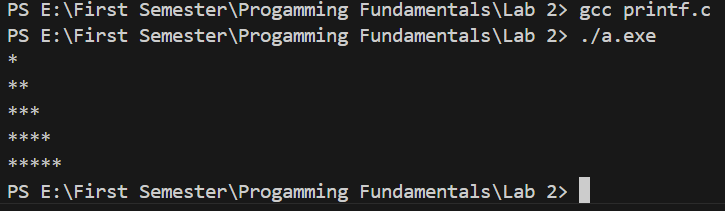 PS E:\First Semester\Progamming Fundamentals\Lab 2> gcc printf.c
PS E:\First Semester\Progamming Fundamentals\Lab 2> ./a.exe
*
**
***
****
*****
PS E:\First Semester\Progamming Fundamentals\Lab 2>